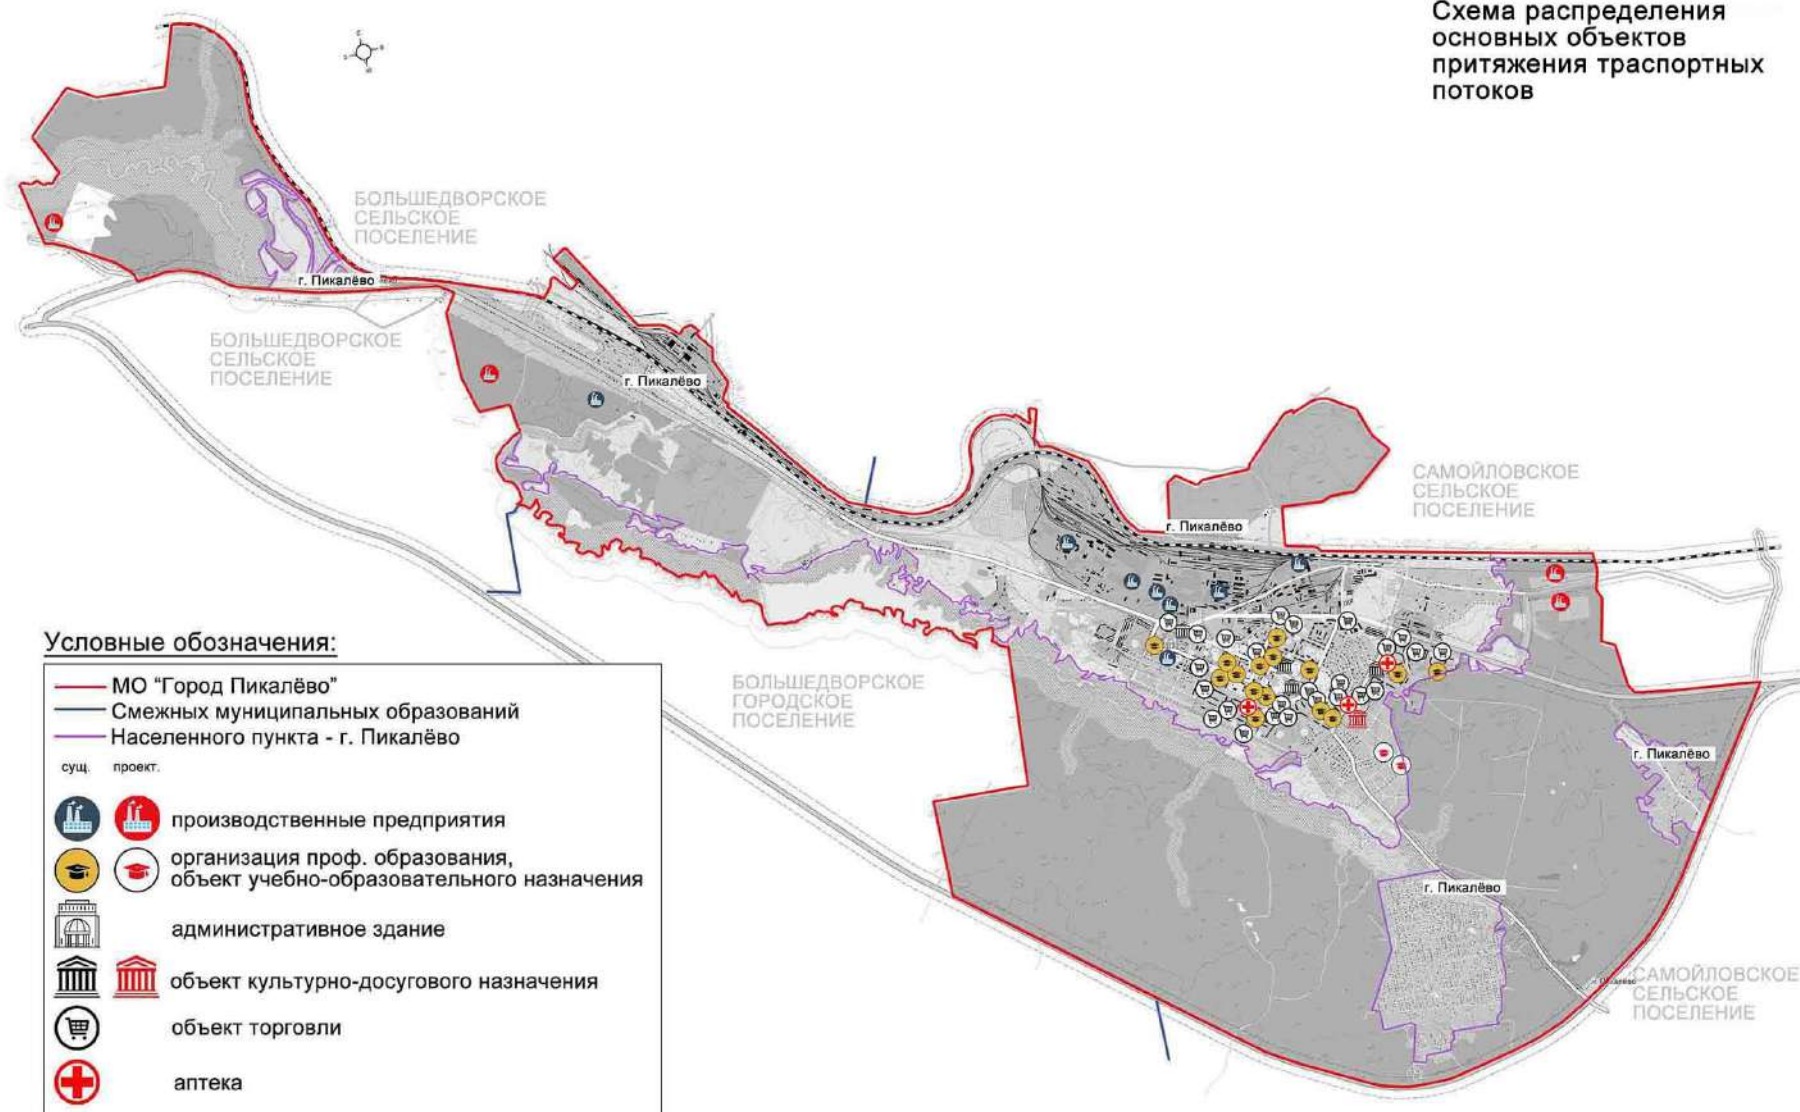 Схема распределения
основных объектов
притяжения траспортных
потоков
БОЛЬШЕДВОРСКОЕ
СЕЛЬСКОЕ
ПОСЕЛЕНИЕ
г. Пикалёво
БОЛЬШЕДВОРСКОЕ
СЕЛЬСКОЕ
ПОСЕЛЕНИЕ
г. Пикалёво
САМОЙЛОВСКОЕ
СЕЛЬСКОЕ
ПОСЕЛЕНИЕ
г. Пикалёво
БОЛЬШЕДВОРСКОЕ
ГОРОДСКОЕ
ПОСЕЛЕНИЕ
г. Пикалёво
г. Пикалёво
САМОЙЛОВСКОЕ
СЕЛЬСКОЕ
ПОСЕЛЕНИЕ
Условные обозначения:
МО "Город Пикалёво"
Смежных муниципальных образований
Населенного пункта - г. Пикалёво
сущ. проект.
производственные предприятия
организация проф. образования,
объект учебно-образовательного назначения
административное здание
объект культурно-досугового назначения
объект торговли
аптека